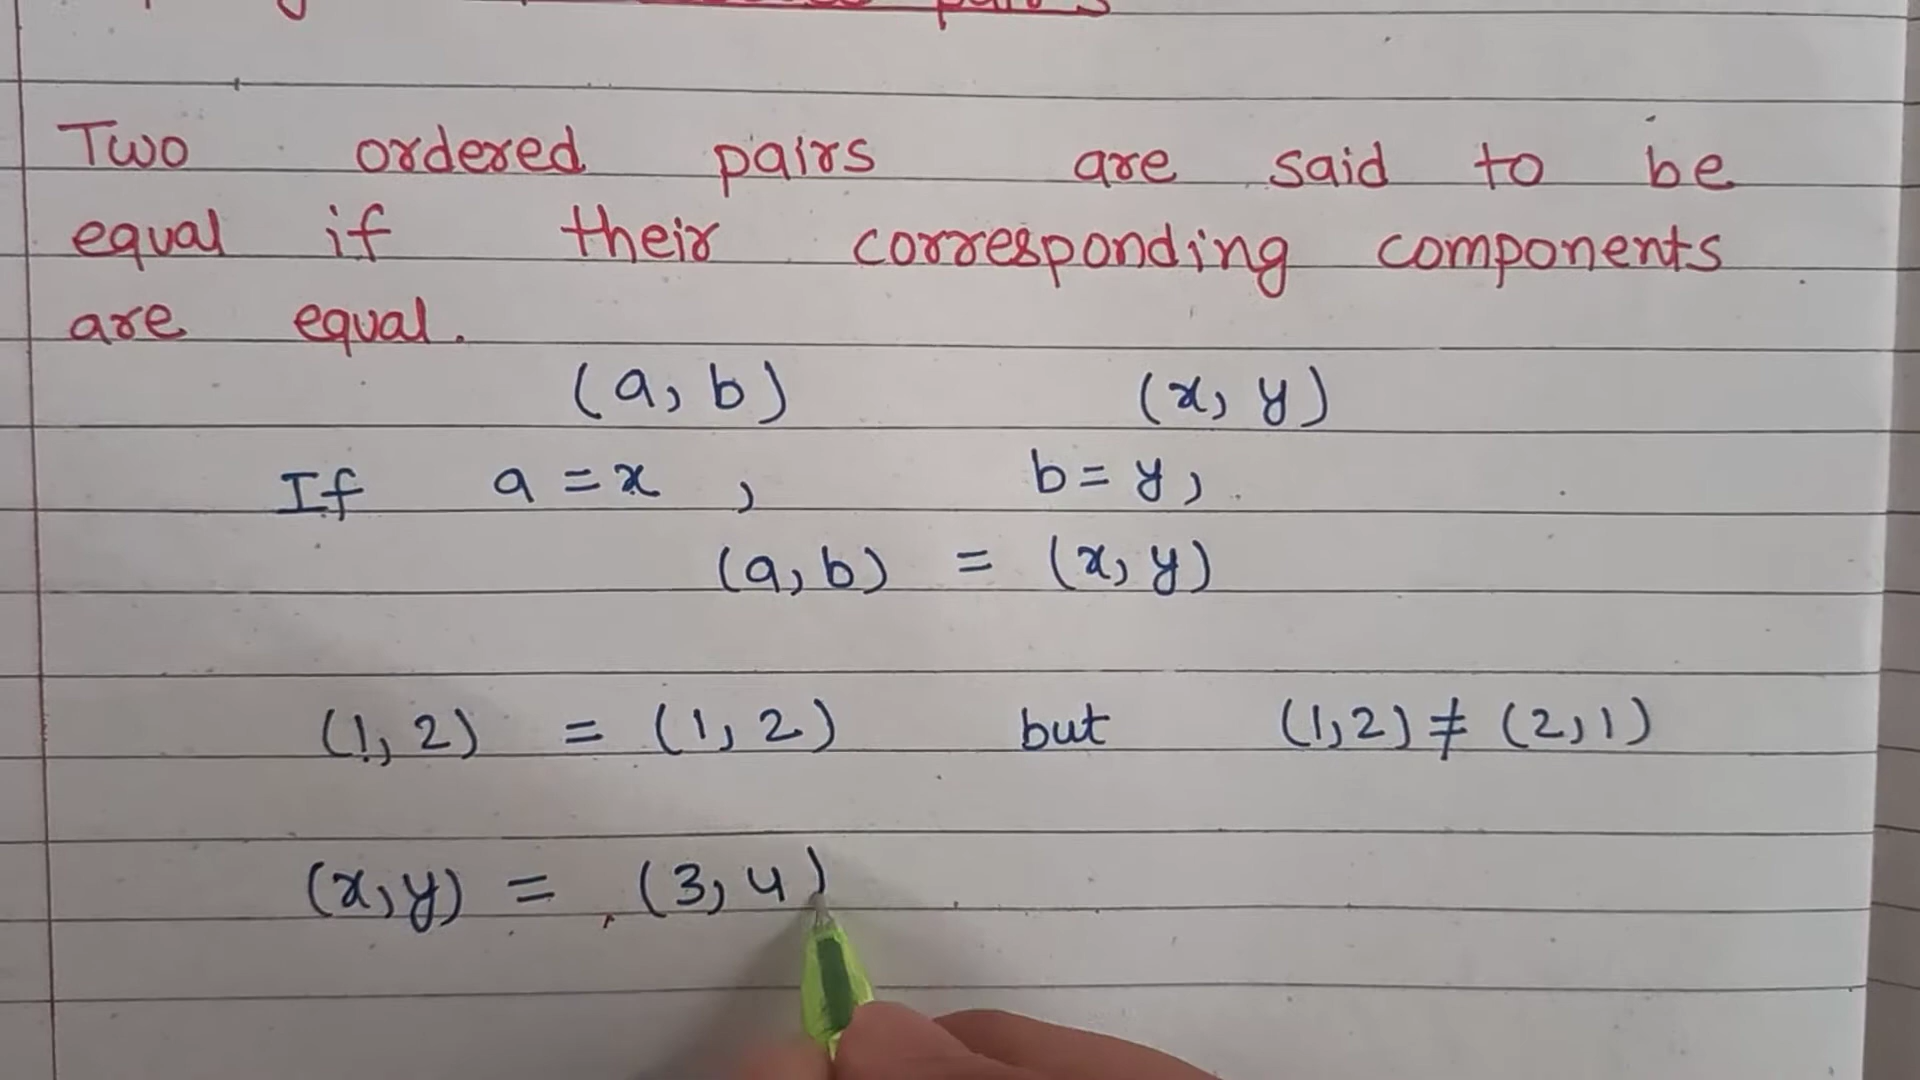 pairs
Two ordered pairs are said to be
equal if their corresponding components
are equal.
(a, b) (x, y)
If a = x , b = y ,
(a, b) = (x, y)
(1, 2) = (1, 2) but (1,2) ≠ (2,1)
(x, y) = (3, 4)